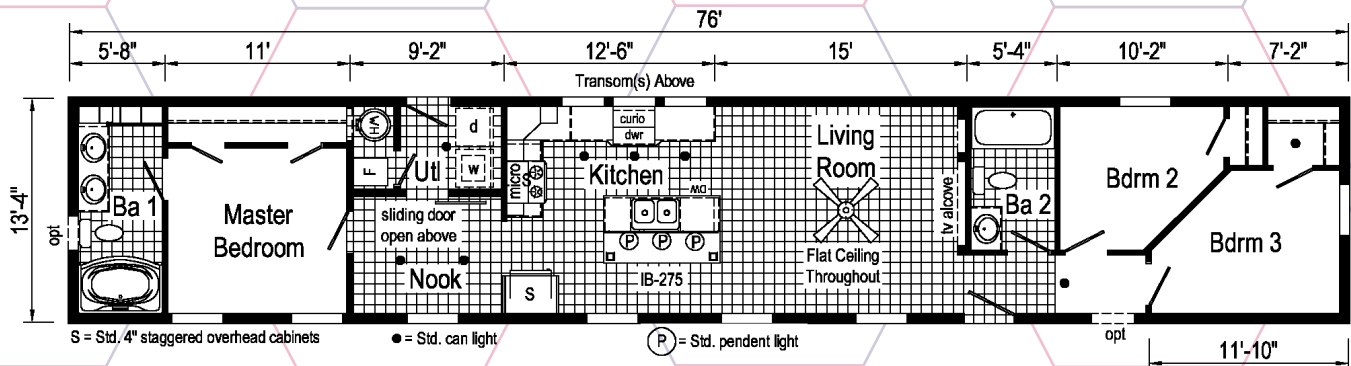 76'
5'-8" 11' 9'-2" 12'-6" 15' 5'-4" 10'-2" 7'-2"
Transom(s) Above
13'-4"
opt
Ba 1
Master
Bedroom
WH
F
Utl
d
w
sliding door
open above
Nook
micro
S
curio
dwr
Kitchen
DW
P P P
IB-275
S
Living
Room
Flat Ceiling
Throughout
tv alcove
Ba 2
Bdrm 2
Bdrm 3
opt
11'-10"
S = Std. 4" staggered overhead cabinets
● = Std. can light
P = Std. pendent light